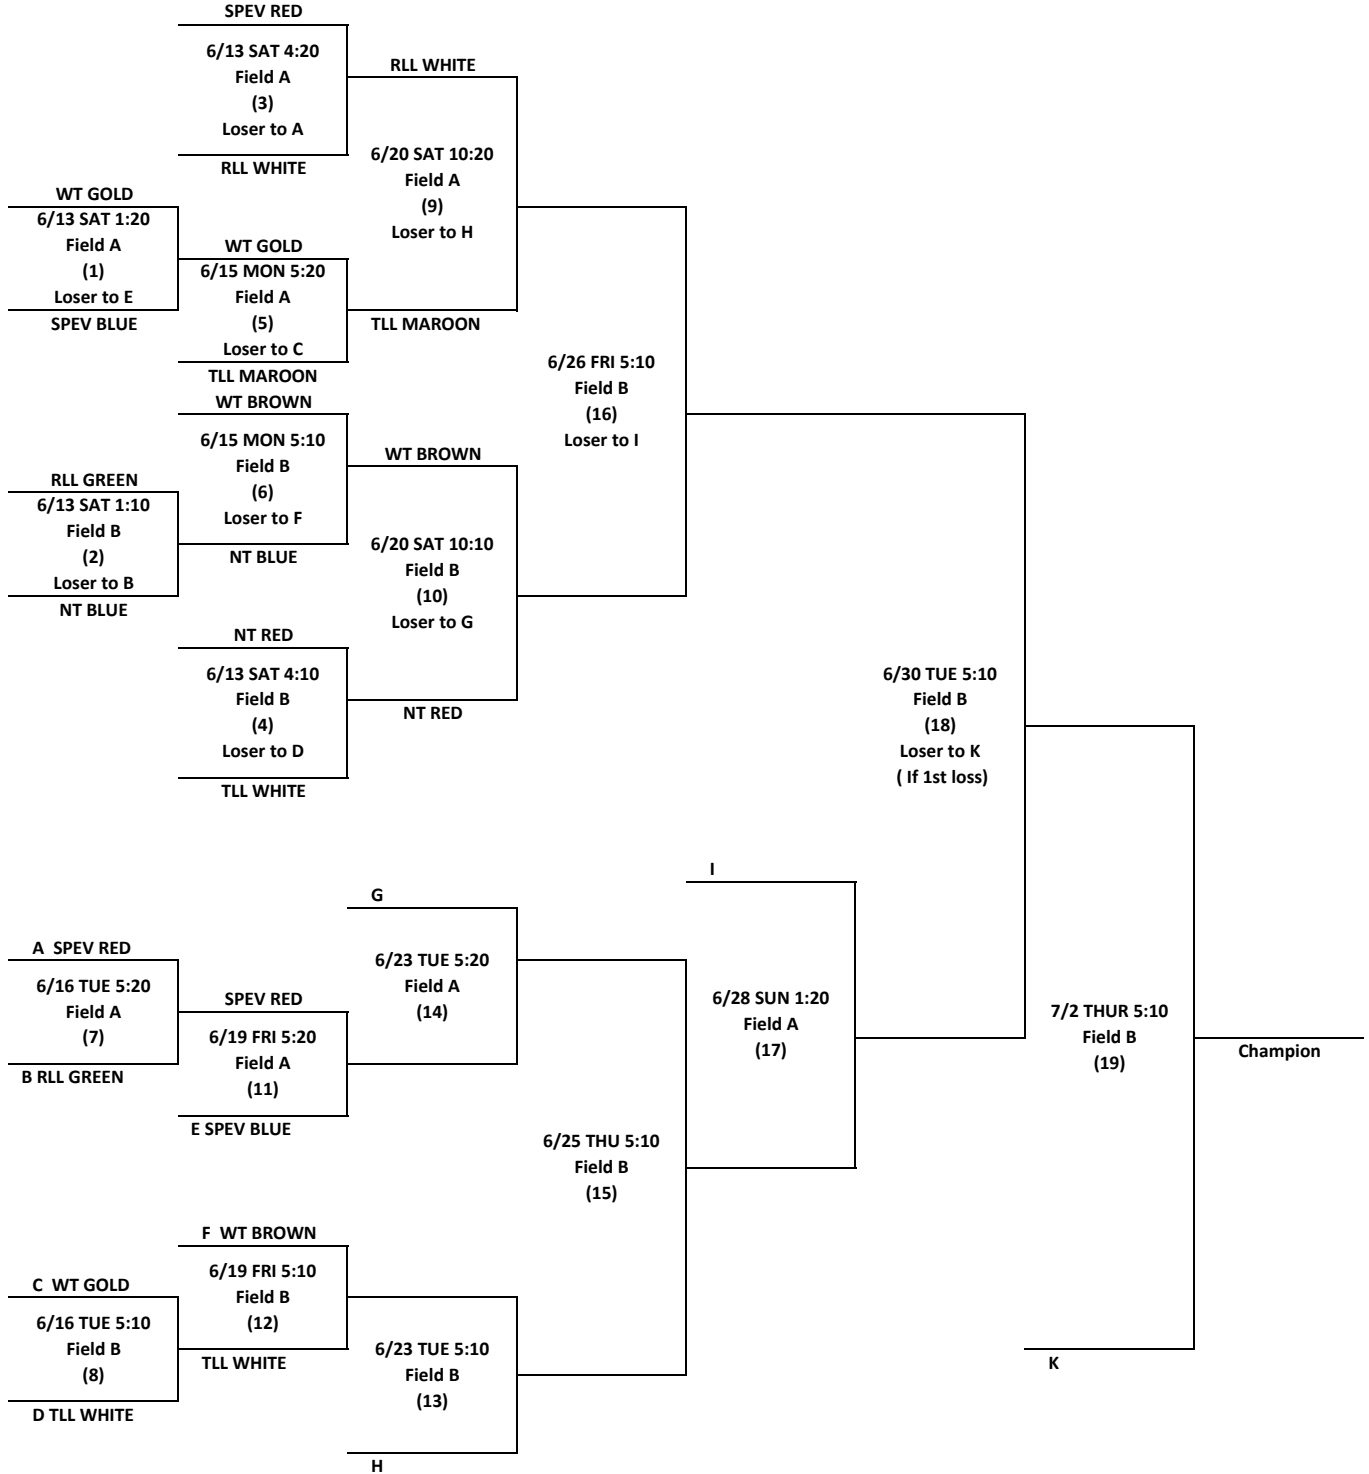 SPEV RED
6/13 SAT 4:20
Field A
(3)
Loser to A
RLL WHITE
RLL WHITE
6/20 SAT 10:20
Field A
(9)
Loser to H
WT GOLD
6/13 SAT 1:20
Field A
(1)
Loser to E
SPEV BLUE
WT GOLD
6/15 MON 5:20
Field A
(5)
Loser to C
TLL MAROON
TLL MAROON
6/26 FRI 5:10
Field B
(16)
Loser to I
WT BROWN
6/15 MON 5:10
Field B
(6)
Loser to F
NT BLUE
WT BROWN
RLL GREEN
6/13 SAT 1:10
Field B
(2)
Loser to B
NT BLUE
6/20 SAT 10:10
Field B
(10)
Loser to G
NT RED
6/13 SAT 4:10
Field B
(4)
Loser to D
TLL WHITE
NT RED
6/30 TUE 5:10
Field B
(18)
Loser to K
( If 1st loss)
I
G
A SPEV RED
6/16 TUE 5:20
Field A
(7)
B RLL GREEN
SPEV RED
6/19 FRI 5:20
Field A
(11)
E SPEV BLUE
6/23 TUE 5:20
Field A
(14)
6/28 SUN 1:20
Field A
(17)
7/2 THUR 5:10
Field B
(19)
Champion
6/25 THU 5:10
Field B
(15)
F WT BROWN
6/19 FRI 5:10
Field B
(12)
TLL WHITE
C WT GOLD
6/16 TUE 5:10
Field B
(8)
D TLL WHITE
6/23 TUE 5:10
Field B
(13)
H
K